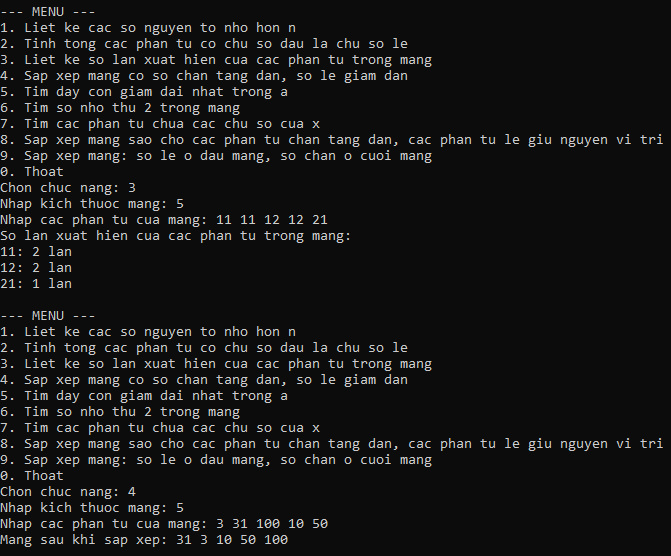 --- MENU ---
1. Liet ke cac so nguyen to nho hon n
2. Tinh tong cac phan tu co chu so dau la chu so le
3. Liet ke so lan xuat hien cua cac phan tu trong mang
4. Sap xep mang co so chan tang dan, so le giam dan
5. Tim day con giam dai nhat trong a
6. Tim so nho thu 2 trong mang
7. Tim cac phan tu chua cac chu so cua x
8. Sap xep mang sao cho cac phan tu chan tang dan, cac phan tu le giu nguyen vi tri
9. Sap xep mang: so le o dau mang, so chan o cuoi mang
0. Thoat
Chon chuc nang: 3
Nhap kich thuoc mang: 5
Nhap cac phan tu cua mang: 11 11 12 12 21
So lan xuat hien cua cac phan tu trong mang:
11: 2 lan
12: 2 lan
21: 1 lan
--- MENU ---
1. Liet ke cac so nguyen to nho hon n
2. Tinh tong cac phan tu co chu so dau la chu so le
3. Liet ke so lan xuat hien cua cac phan tu trong mang
4. Sap xep mang co so chan tang dan, so le giam dan
5. Tim day con giam dai nhat trong a
6. Tim so nho thu 2 trong mang
7. Tim cac phan tu chua cac chu so cua x
8. Sap xep mang sao cho cac phan tu chan tang dan, cac phan tu le giu nguyen vi tri
9. Sap xep mang: so le o dau mang, so chan o cuoi mang
0. Thoat
Chon chuc nang: 4
Nhap kich thuoc mang: 5
Nhap cac phan tu cua mang: 3 31 100 10 50
Mang sau khi sap xep: 31 3 10 50 100